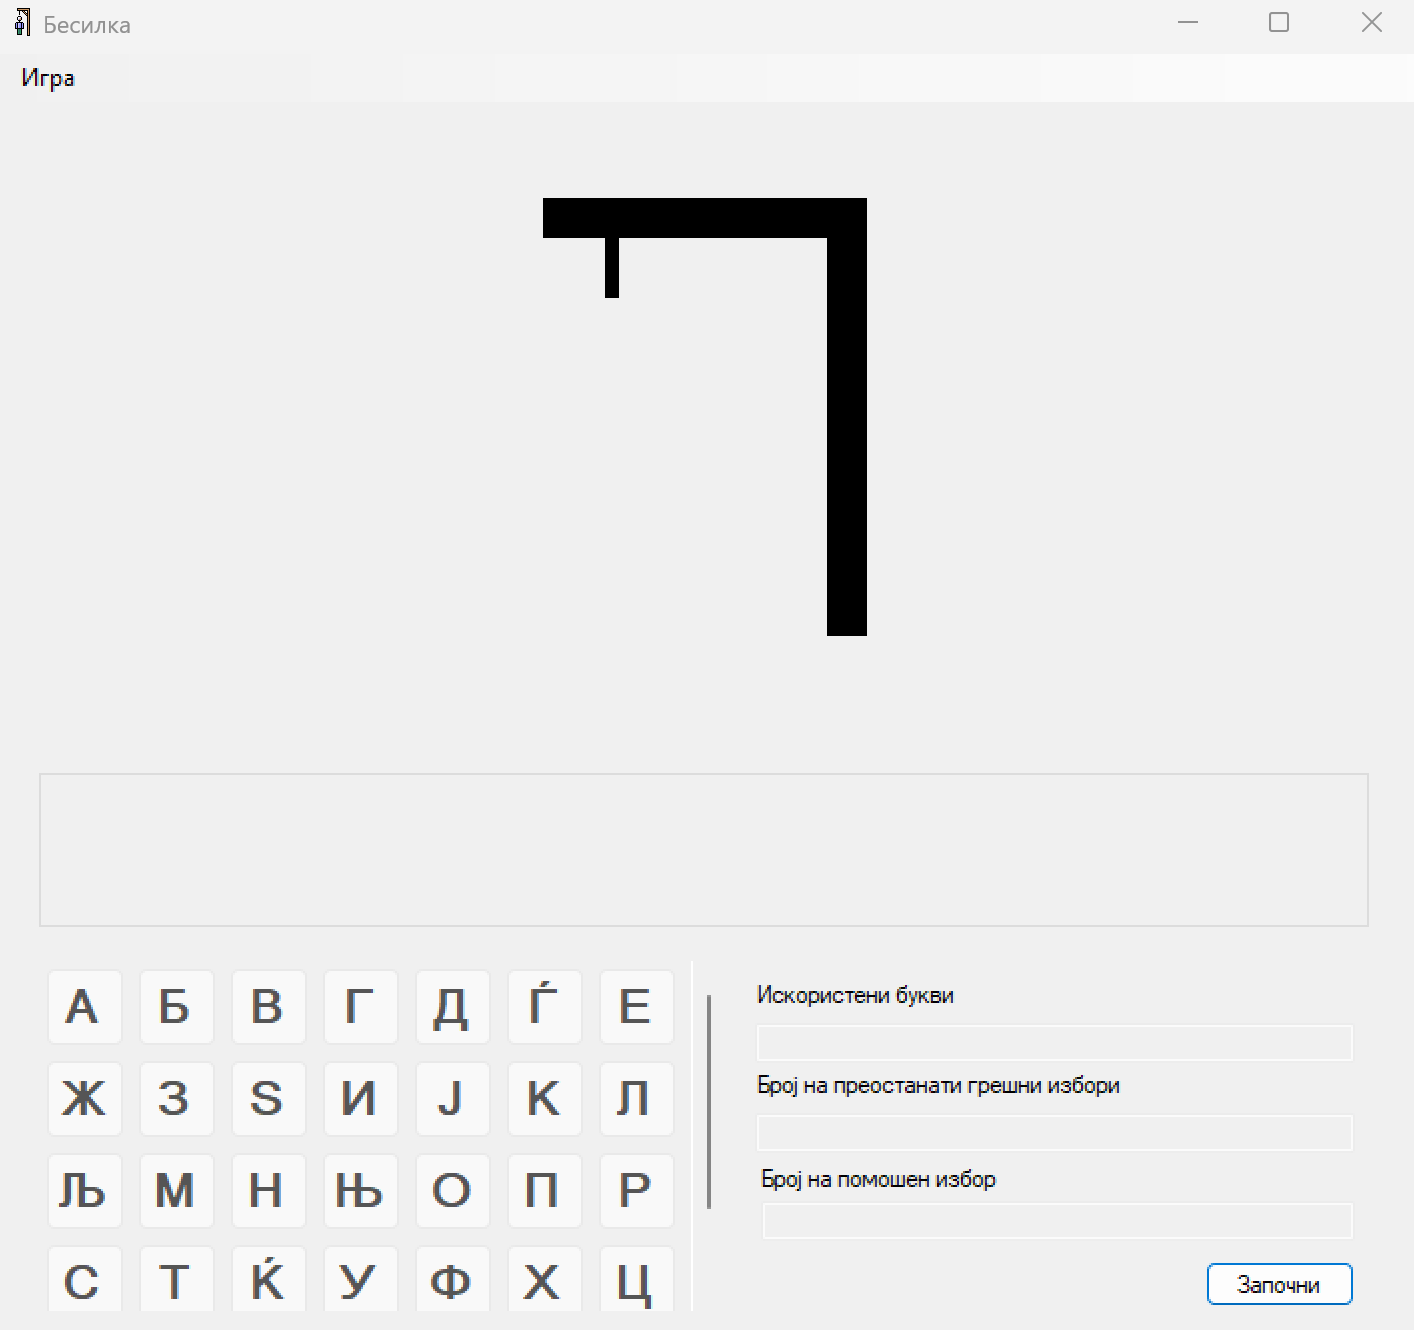 Бесилка
Игра
А Б В Г Д Ѓ Е
Ж З Ѕ И Ј К Л
Љ М Н Њ О П Р
С Т Ќ У Ф Х Ц
Искористени букви
Број на преостанати грешни избори
Број на помошен избор
Започни